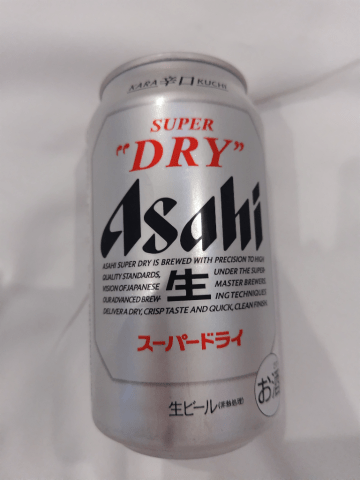 KARA 辛口 KUCHI
SUPER
"DRY"
Asahi
ASAHI SUPER DRY IS BREWED WITH PRECISION TO HIGH
QUALITY STANDARDS, UNDER THE SUPER-
VISION OF JAPANESE MASTER BREWERS,
OUR ADVANCED BREW- ING TECHNIQUES
DELIVER A DRY, CRISP TASTE AND QUICK, CLEAN FINISH.
生
スーパードライ
お酒
生ビール(非熱処理)